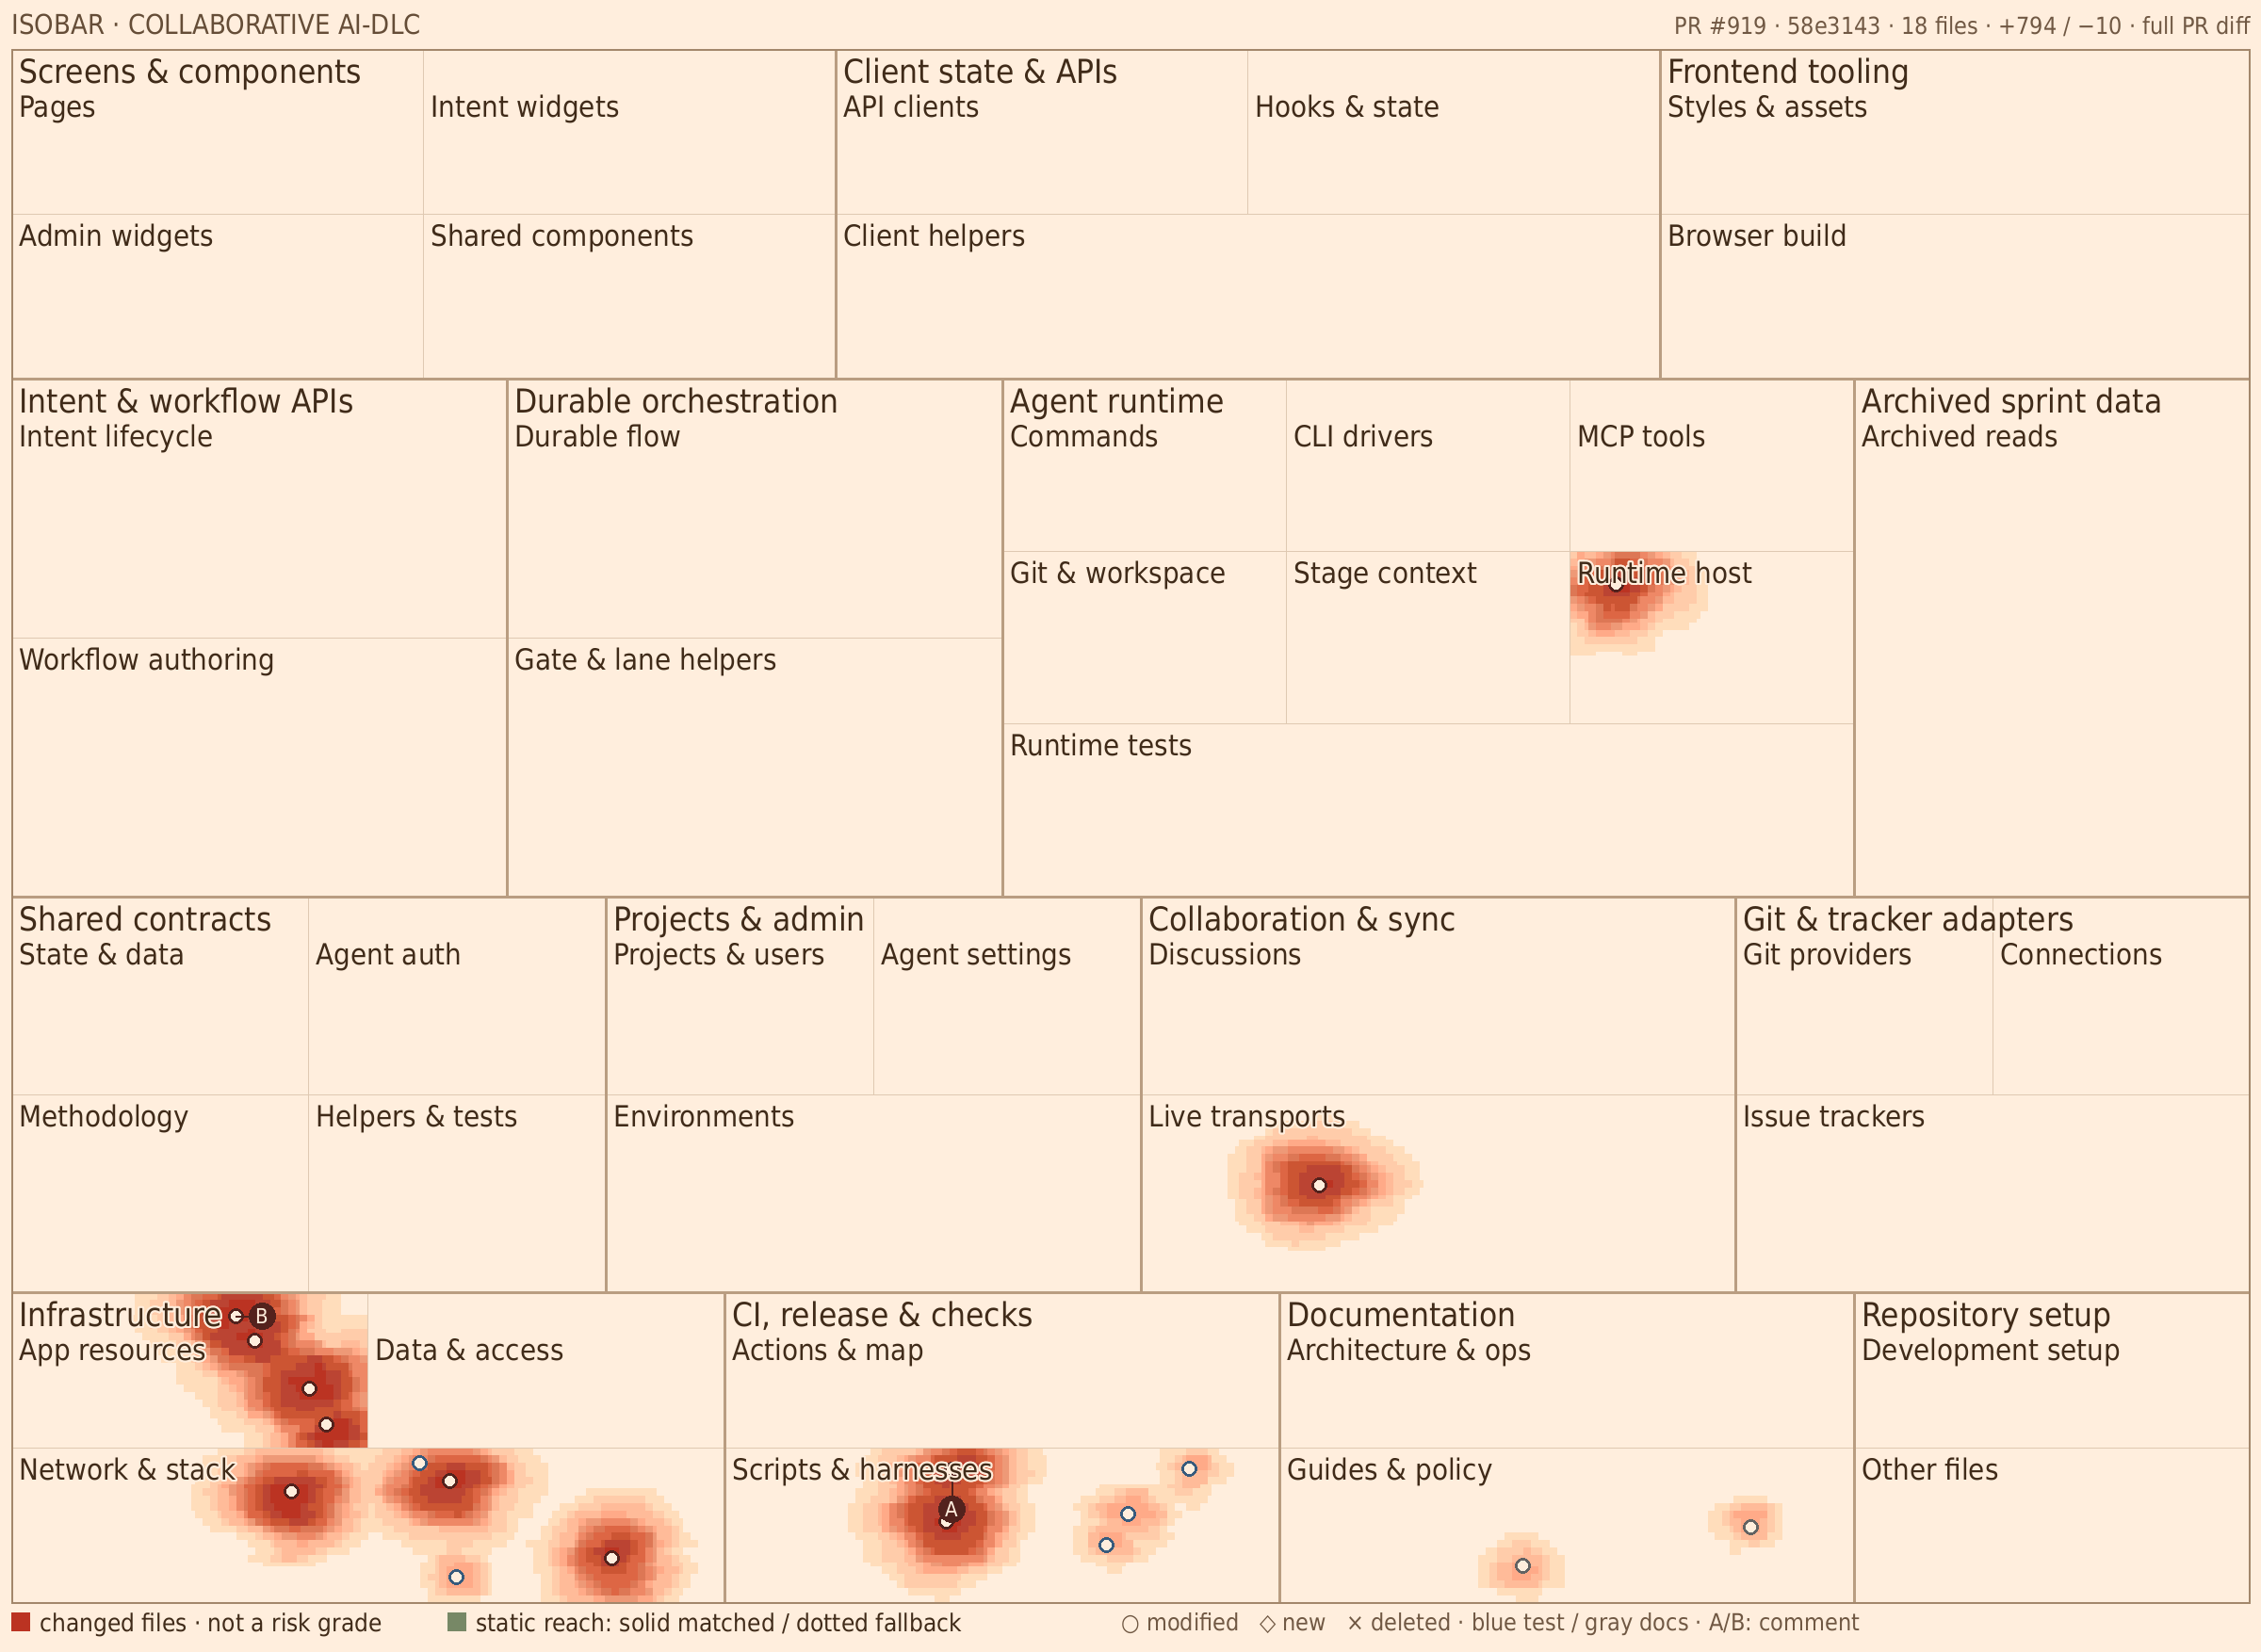 ISOBAR · COLLABORATIVE AI-DLC
PR #919 · 58e3143 · 18 files · +794 / −10 · full PR diff
Screens & components
Pages
Intent widgets
Admin widgets
Shared components
Client state & APIs
API clients
Hooks & state
Client helpers
Frontend tooling
Styles & assets
Browser build
Intent & workflow APIs
Intent lifecycle
Workflow authoring
Durable orchestration
Durable flow
Gate & lane helpers
Agent runtime
Commands
CLI drivers
MCP tools
Git & workspace
Stage context
Runtime host
Runtime tests
Archived sprint data
Archived reads
Shared contracts
State & data
Agent auth
Methodology
Helpers & tests
Projects & admin
Projects & users
Agent settings
Environments
Collaboration & sync
Discussions
Live transports
Git & tracker adapters
Git providers
Connections
Issue trackers
Infrastructure
B
App resources
Data & access
Network & stack
CI, release & checks
Actions & map
Scripts & harnesses
A
Documentation
Architecture & ops
Guides & policy
Repository setup
Development setup
Other files
changed files · not a risk grade
static reach: solid matched / dotted fallback
○ modified ◇ new × deleted · blue test / gray docs · A/B: comment